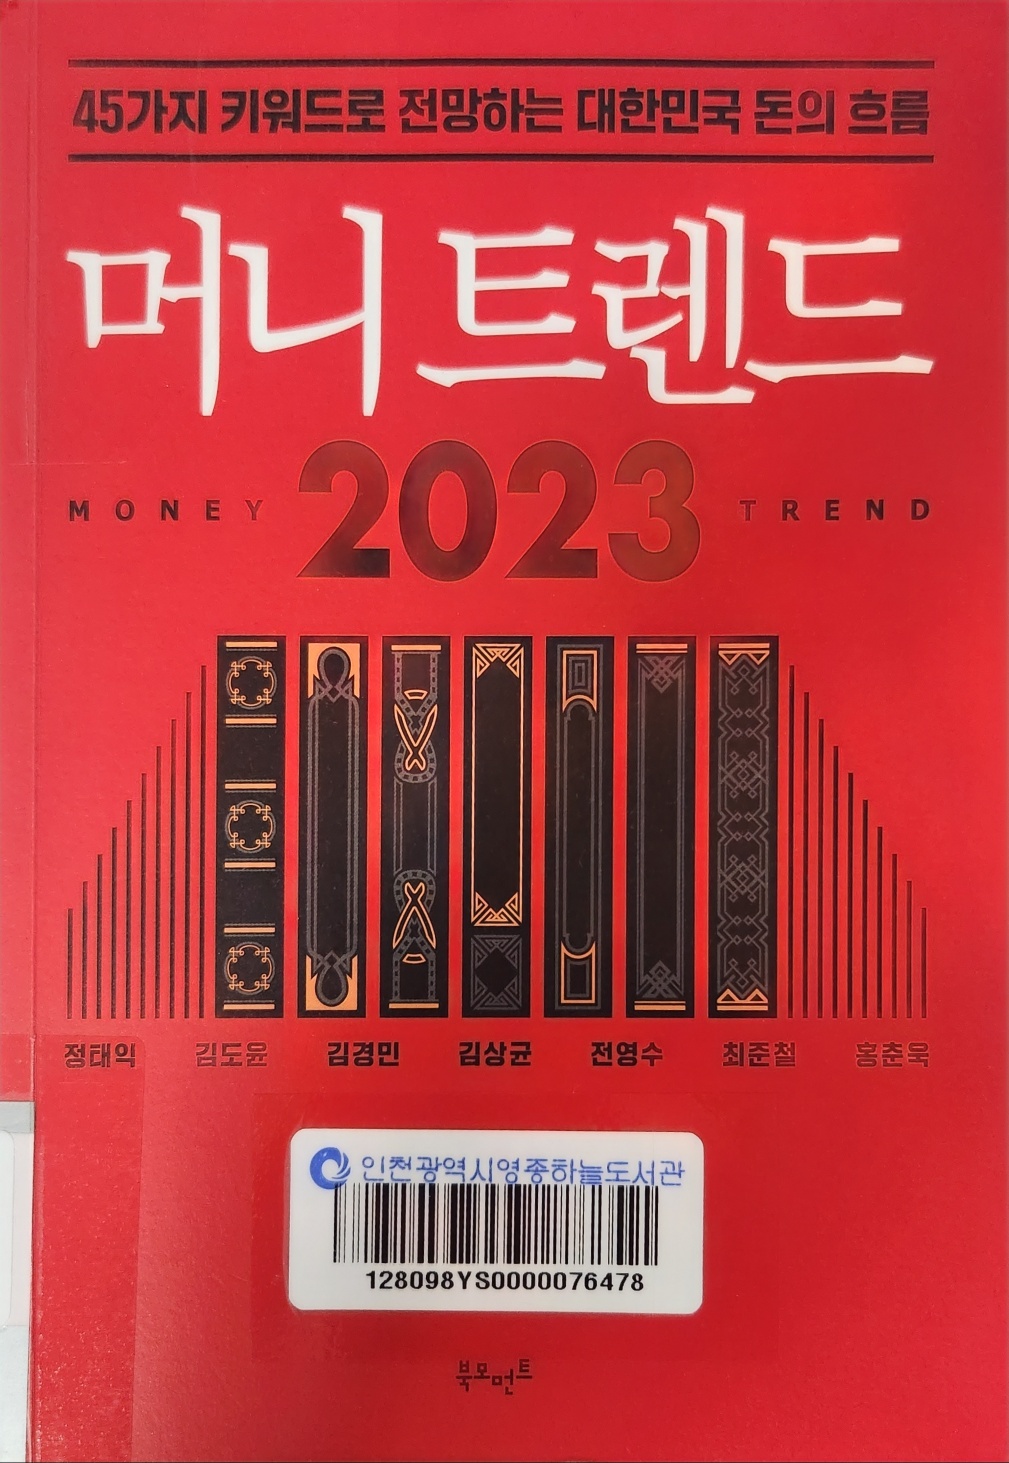 45가지 키워드로 전망하는 대한민국 돈의 흐름
머니 트렌드
MONEY 2023 TREND
정태익 김도윤 김경민 김상균 전영수 최준철 홍춘욱
인천광역시영종하늘도서관
128098YS0000076478
북모먼트